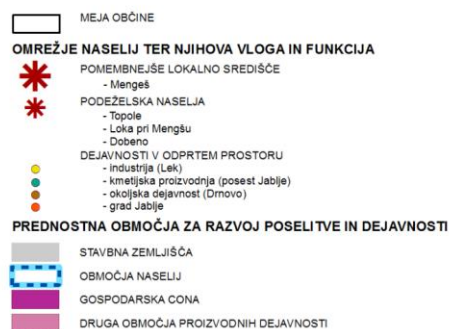 MEJA OBČINE
OMREŽJE NASELIJ TER NJIHOVA VLOGA IN FUNKCIJA
POMEMBNEJŠE LOKALNO SREDIŠČE
- Mengeš
PODEŽELSKA NASELJA
- Topole
- Loka pri Mengšu
- Dobeno
DEJAVNOSTI V ODPRTEM PROSTORU
- industrija (Lek)
- kmetijska proizvodnja (posest Jablje)
- okoljska dejavnost (Drnovo)
- grad Jablje
PREDNOSTNA OBMOČJA ZA RAZVOJ POSELITVE IN DEJAVNOSTI
STAVBNA ZEMLJIŠČA
OBMOČJA NASELIJ
GOSPODARSKA CONA
DRUGA OBMOČJA PROIZVODNIH DEJAVNOSTI